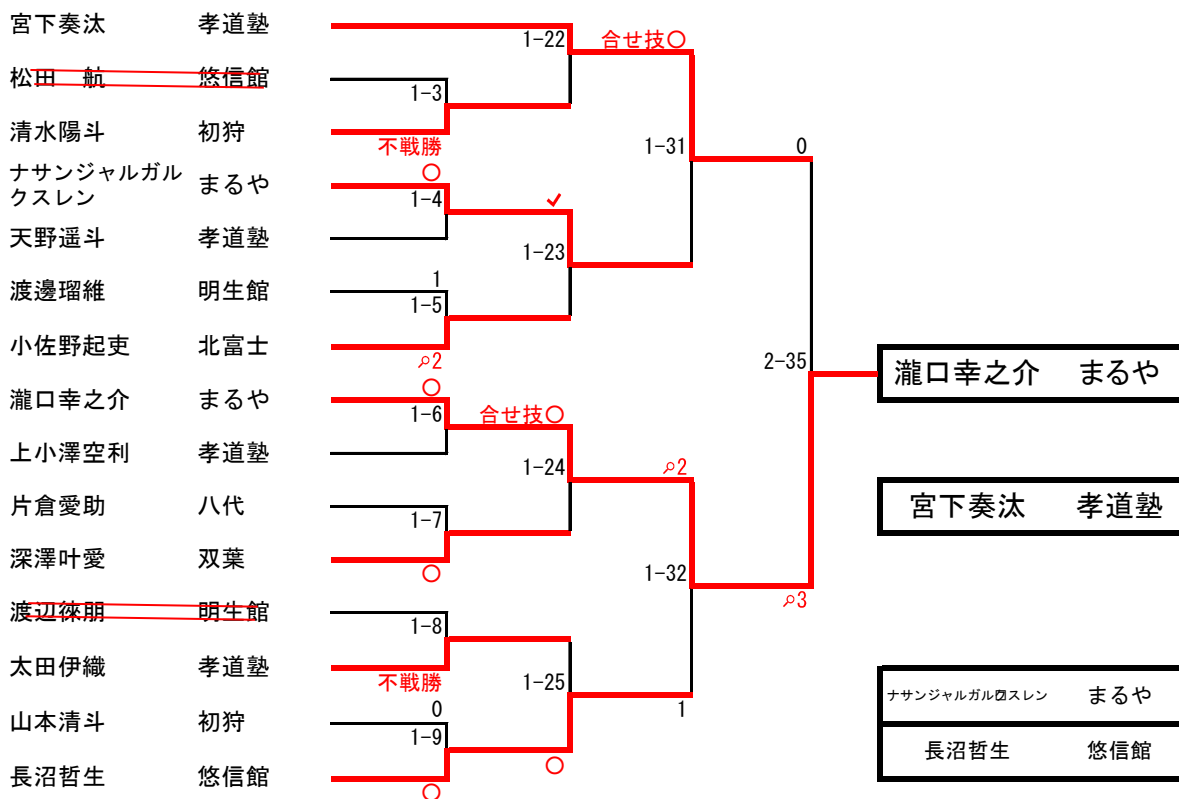 宮下奏汰 孝道塾
1-22
合せ技○
松田 航 悠信館
1-3
清水陽斗 初狩
不戦勝
1-31
0
ナサンジャルガル
クスレン まるや
○
1-4
✓
天野遥斗 孝道塾
1-23
渡邊瑠維 明生館
1
1-5
小佐野起吏 北富士
2
2-35
瀧口幸之介 まるや
瀧口幸之介 まるや
○
1-6
合せ技○
上小澤空利 孝道塾
1-24
2
片倉愛助 八代
1-7
宮下奏汰 孝道塾
深澤叶愛 双葉
○
1-32
3
渡辺徠朋 明生館
1-8
太田伊織 孝道塾
不戦勝
1-25
1
ナサンジャルガル クスレン まるや
山本清斗 初狩
0
1-9
○
長沼哲生 悠信館
長沼哲生 悠信館
○